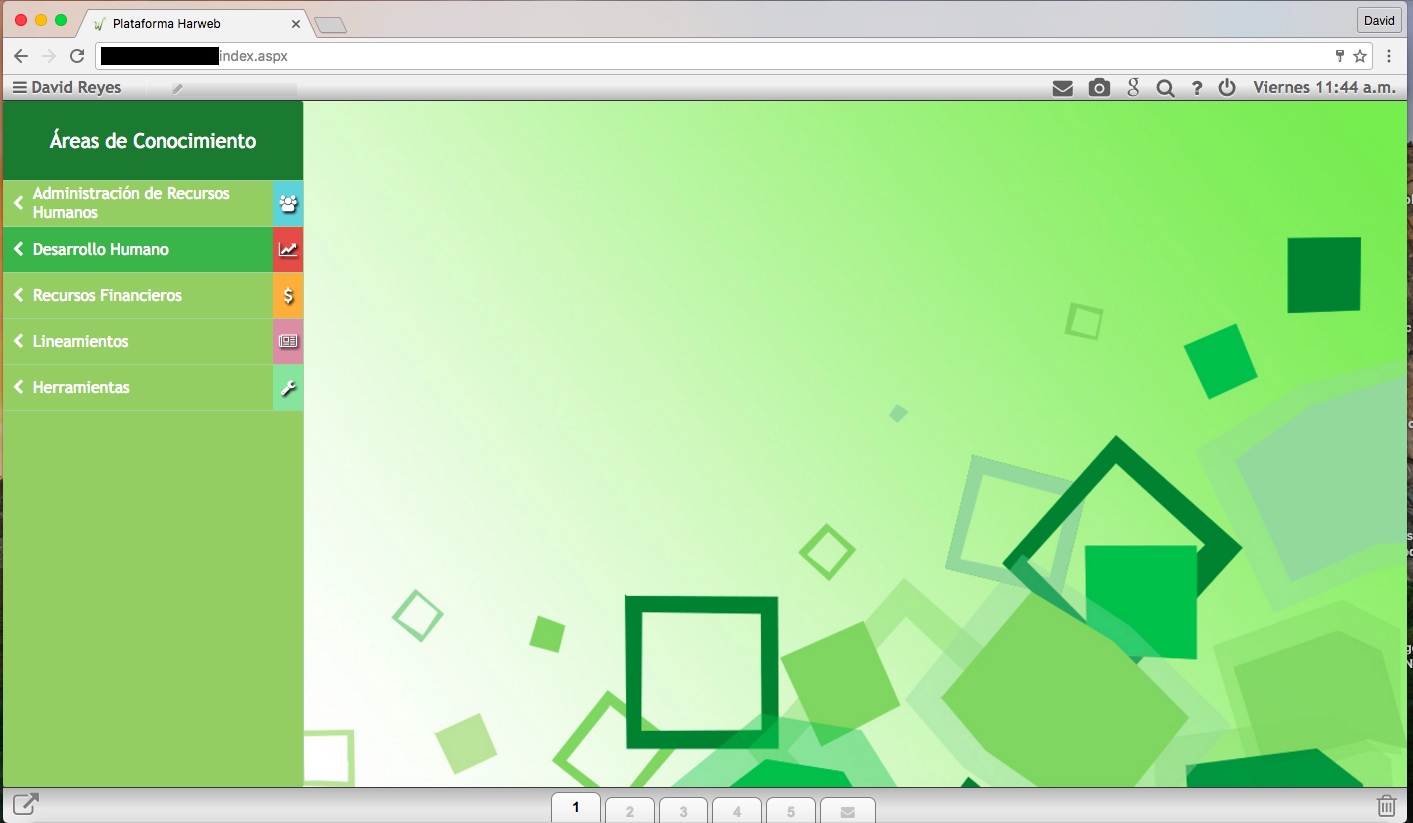 Plataforma Harweb
David
index.aspx
David Reyes
Viernes 11:44 a.m.
Áreas de Conocimiento
Administración de Recursos
Humanos
Desarrollo Humano
Recursos Financieros
$
Lineamientos
Herramientas
1 2 3 4 5